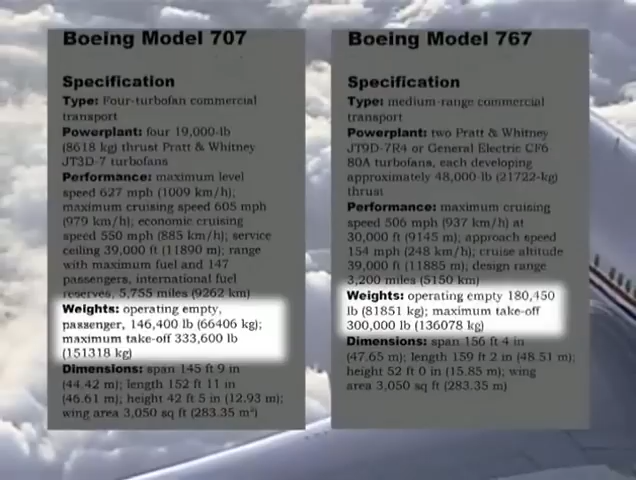 Boeing Model 707
Specification
Type: Four-turbofan commercial
transport
Powerplant: four 19,000-lb
(8618 kg) thrust Pratt & Whitney
JT3D-7 turbofans
Performance: maximum level
speed 627 mph (1009 km/h);
maximum cruising speed 605 mph
(979 km/h); economic cruising
speed 550 mph (885 km/h); service
ceiling 39,000 ft (11890 m); range
with maximum fuel and 147
passengers, international fuel
reserves, 5,755 miles (9262 km)
Weights: operating empty,
passenger, 146,400 lb (66406 kg);
maximum take-off 333,600 lb
(151318 kg)
Dimensions: span 145 ft 9 in
(44.42 m); length 152 ft 11 in
(46.61 m); height 42 ft 5 in (12.93 m);
wing area 3,050 sq ft (283.35 m²)
Boeing Model 767
Specification
Type: medium-range commercial
transport
Powerplant: two Pratt & Whitney
JT9D-7R4 or General Electric CF6-
80A turbofans, each developing
approximately 48,000-lb (21722-kg)
thrust
Performance: maximum cruising
speed 506 mph (937 km/h) at
30,000 ft (9145 m); approach speed
154 mph (248 km/h); cruise altitude
39,000 ft (11885 m); design range
3,200 miles (5150 km)
Weights: operating empty 180,450
lb (81851 kg); maximum take-off
300,000 lb (136078 kg)
Dimensions: span 156 ft 4 in
(47.65 m); length 159 ft 2 in (48.51 m);
height 52 ft 0 in (15.85 m); wing
area 3,050 sq ft (283.35 m)